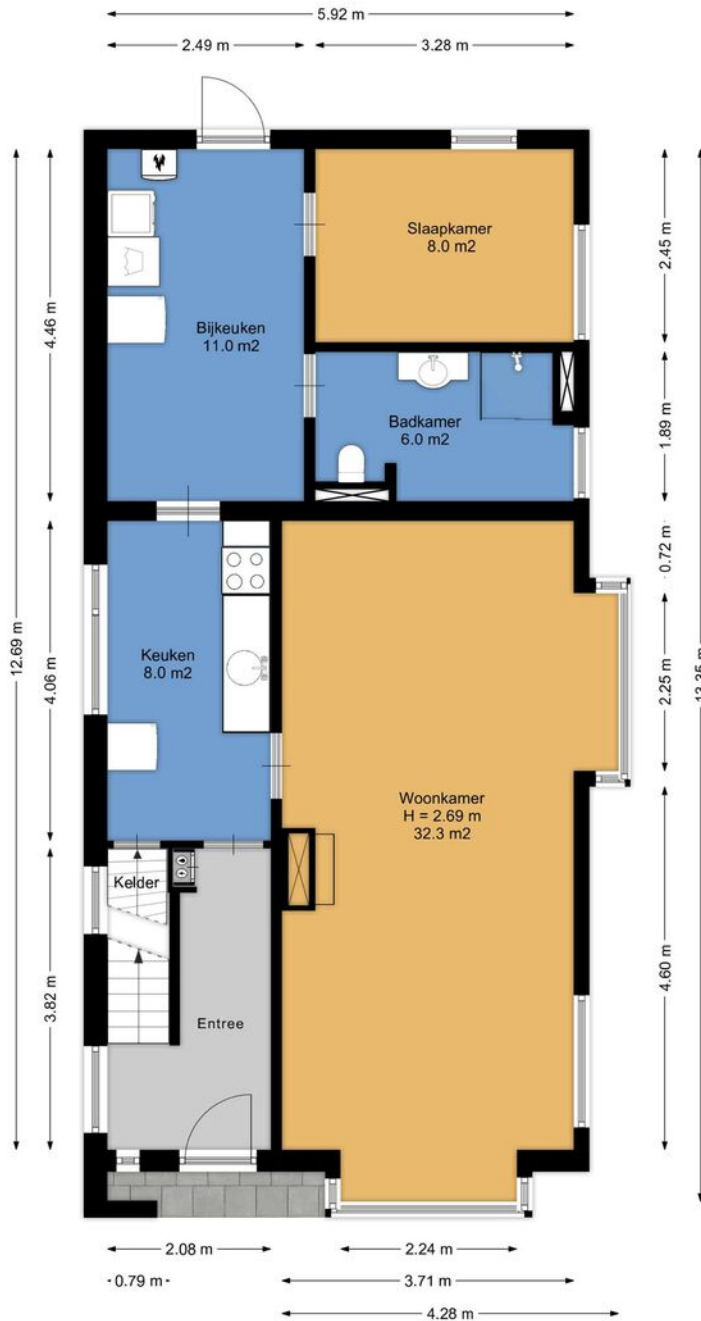 5.92 m
2.49 m
3.28 m
Slaapkamer
8.0 m2
2.45 m
4.46 m
Bijkeuken
11.0 m2
Badkamer
6.0 m2
1.89 m
0.72 m
12.69 m
4.06 m
Keuken
8.0 m2
2.25 m
13.35 m
Woonkamer
H = 2.69 m
32.3 m2
Kelder
3.82 m
4.60 m
Entree
2.08 m
2.24 m
0.79 m
3.71 m
4.28 m